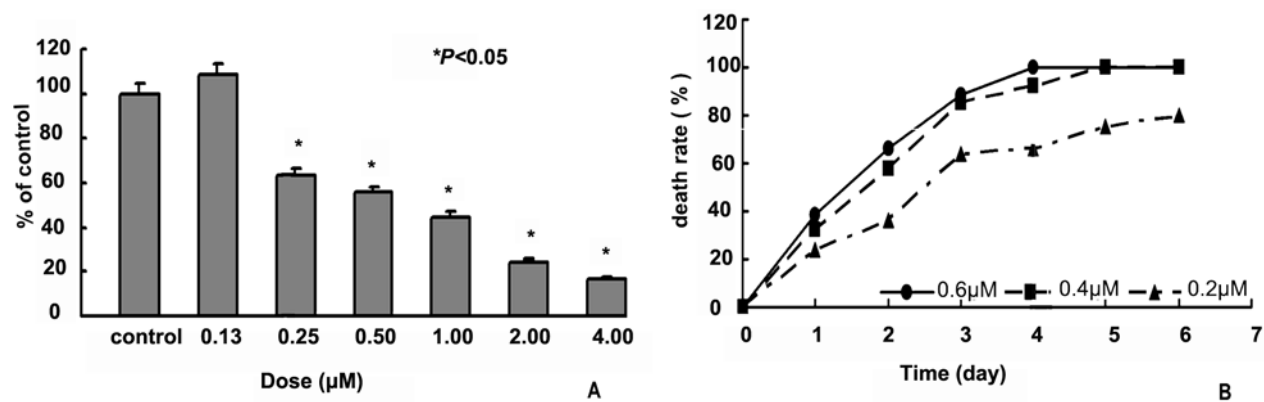 120
100
80
60
40
20
0
% of control
*P<0.05
*
*
*
*
*
control 0.13 0.25 0.50 1.00 2.00 4.00
Dose (µM)
A
120
100
80
60
40
20
0
death rate ( % )
0.6µM 0.4µM 0.2µM
0 1 2 3 4 5 6 7
Time (day)
B